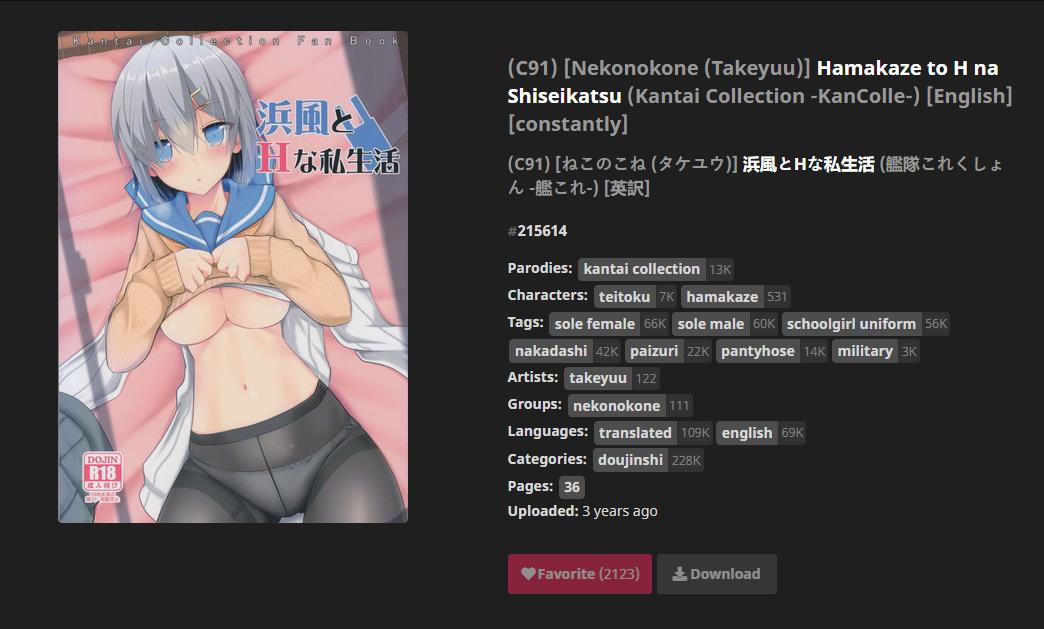 Kantai Collection Fan Book
浜風と
Hな私生活
DOJIN
R18
成人向け
(C91) [Nekonokone (Takeyuu)] Hamakaze to H na
Shiseikatsu (Kantai Collection -KanColle-) [English]
[constantly]
(C91) [ねこのこね (タケユウ)] 浜風とHな私生活 (艦隊これくしょ
ん -艦これ-) [英訳]
#215614
Parodies: kantai collection 13K
Characters: teitoku 7K hamakaze 531
Tags: sole female 66K sole male 60K schoolgirl uniform 56K
nakadashi 42K paizuri 22K pantyhose 14K military 3K
Artists: takeyuu 122
Groups: nekonokone 111
Languages: translated 109K english 69K
Categories: doujinshi 228K
Pages: 36
Uploaded: 3 years ago
Favorite (2123) Download